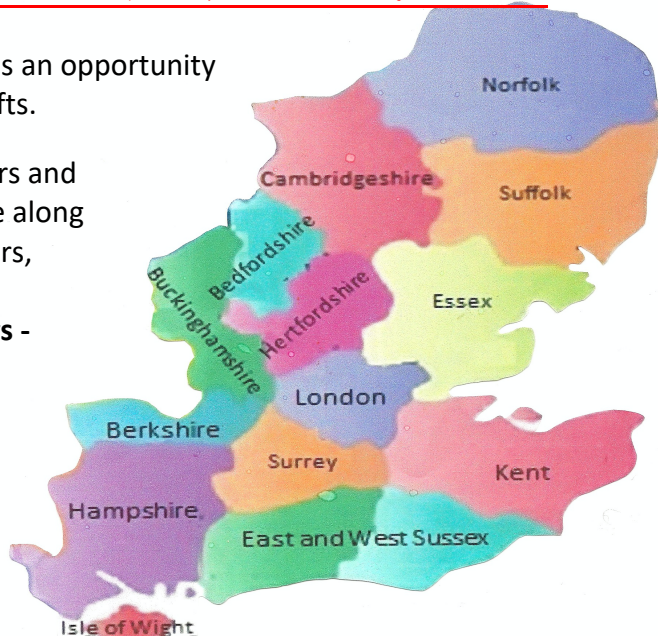 s an opportunity
fts.
rs and
e along
rs,
s -
Norfolk
Cambridgeshire
Suffolk
Bedfordshire
Buckinghamshire
Hertfordshire
Essex
London
Berkshire
Surrey
Kent
Hampshire
East and West Sussex
Isle of Wight